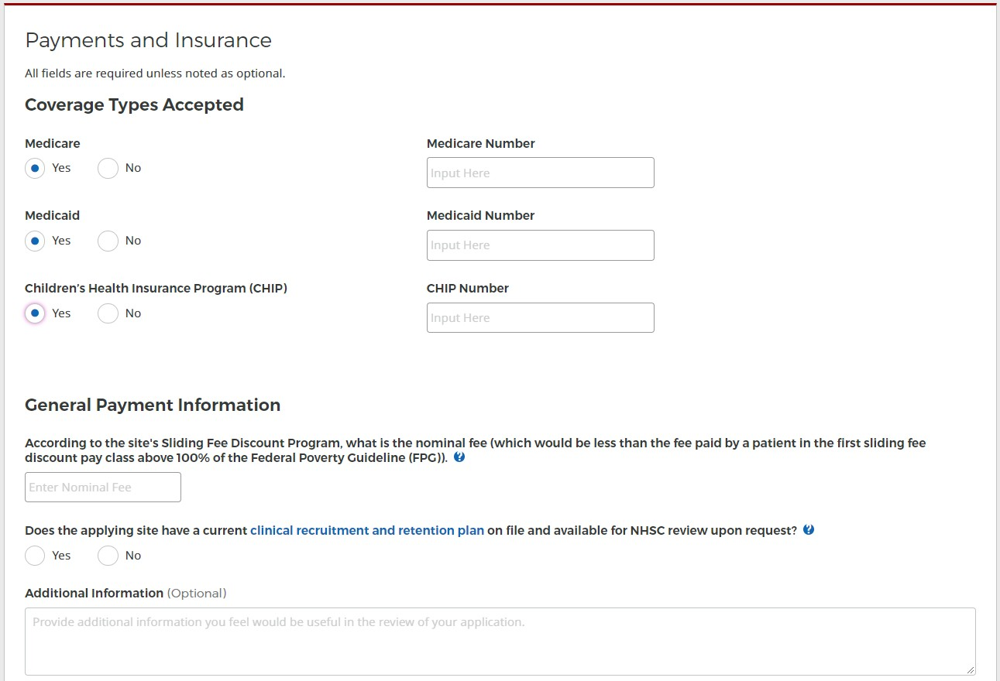 Payments and Insurance
All fields are required unless noted as optional.
Coverage Types Accepted
Medicare
Medicare Number
Yes No
Input Here
Medicaid
Medicaid Number
Yes No
Input Here
Children's Health Insurance Program (CHIP)
CHIP Number
Yes No
Input Here
General Payment Information
According to the site's Sliding Fee Discount Program, what is the nominal fee (which would be less than the fee paid by a patient in the first sliding fee
discount pay class above 100% of the Federal Poverty Guideline (FPG)). ?
Enter Nominal Fee
Does the applying site have a current clinical recruitment and retention plan on file and available for NHSC review upon request? ?
Yes No
Additional Information (Optional)
Provide additional information you feel would be useful in the review of your application.